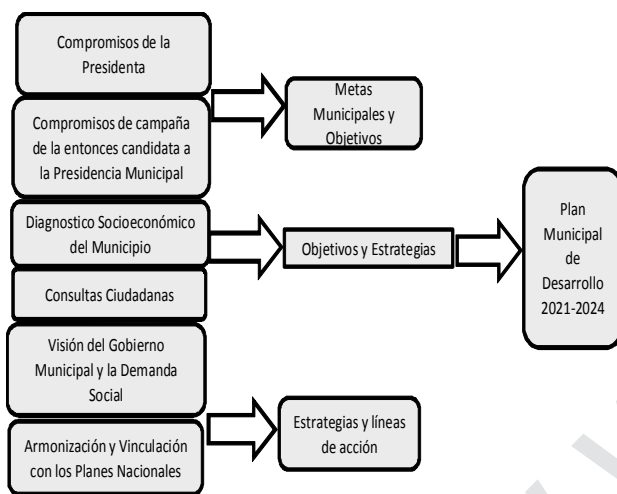 Compromisos de la
Presidenta
Compromisos de campaña
de la entonces candidata a
la Presidencia Municipal
Diagnostico Socioeconómico
del Municipio
Consultas Ciudadanas
Visión del Gobierno
Municipal y la Demanda
Social
Armonización y Vinculación
con los Planes Nacionales
Metas
Municipales y
Objetivos
Objetivos y Estrategias
Estrategias y líneas
de acción
Plan
Municipal
de
Desarrollo
2021-2024